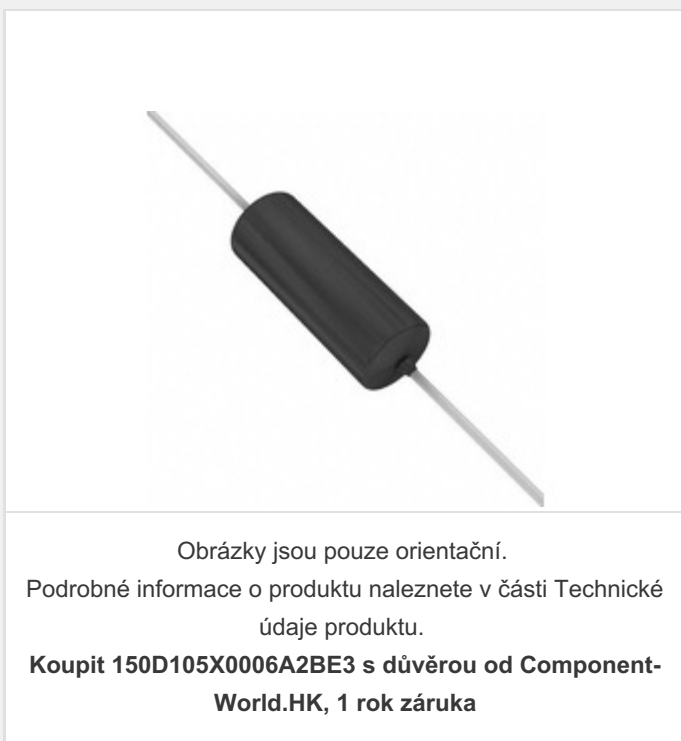 Obrázky jsou pouze orientační.
Podrobné informace o produktu naleznete v části Technické
údaje produktu.
Koupit 150D105X0006A2BE3 s důvěrou od Component-
World.HK, 1 rok záruka